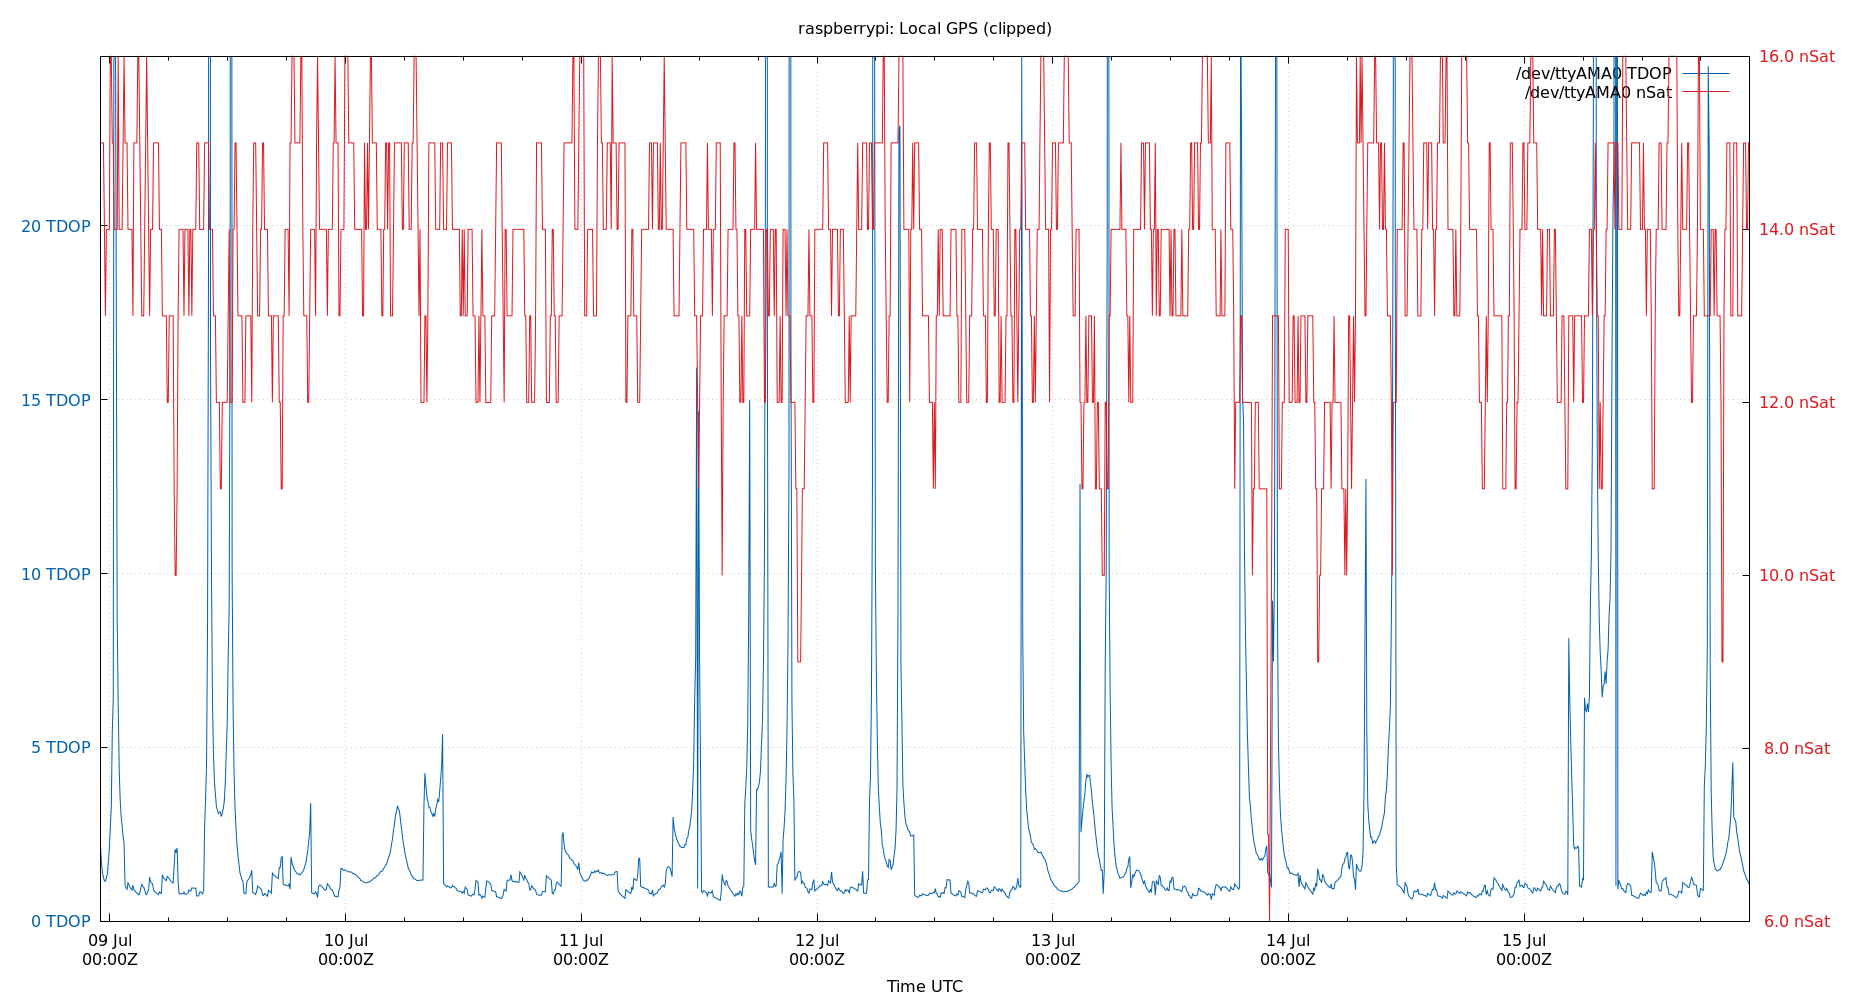 raspberrypi: Local GPS (clipped)
16.0 nSat
/dev/ttyAMA0 TDOP
/dev/ttyAMA0 nSat
20 TDOP
14.0 nSat
15 TDOP
12.0 nSat
10 TDOP
10.0 nSat
5 TDOP
8.0 nSat
0 TDOP
6.0 nSat
09 Jul
00:00Z
10 Jul
00:00Z
11 Jul
00:00Z
12 Jul
00:00Z
13 Jul
00:00Z
14 Jul
00:00Z
15 Jul
00:00Z
Time UTC